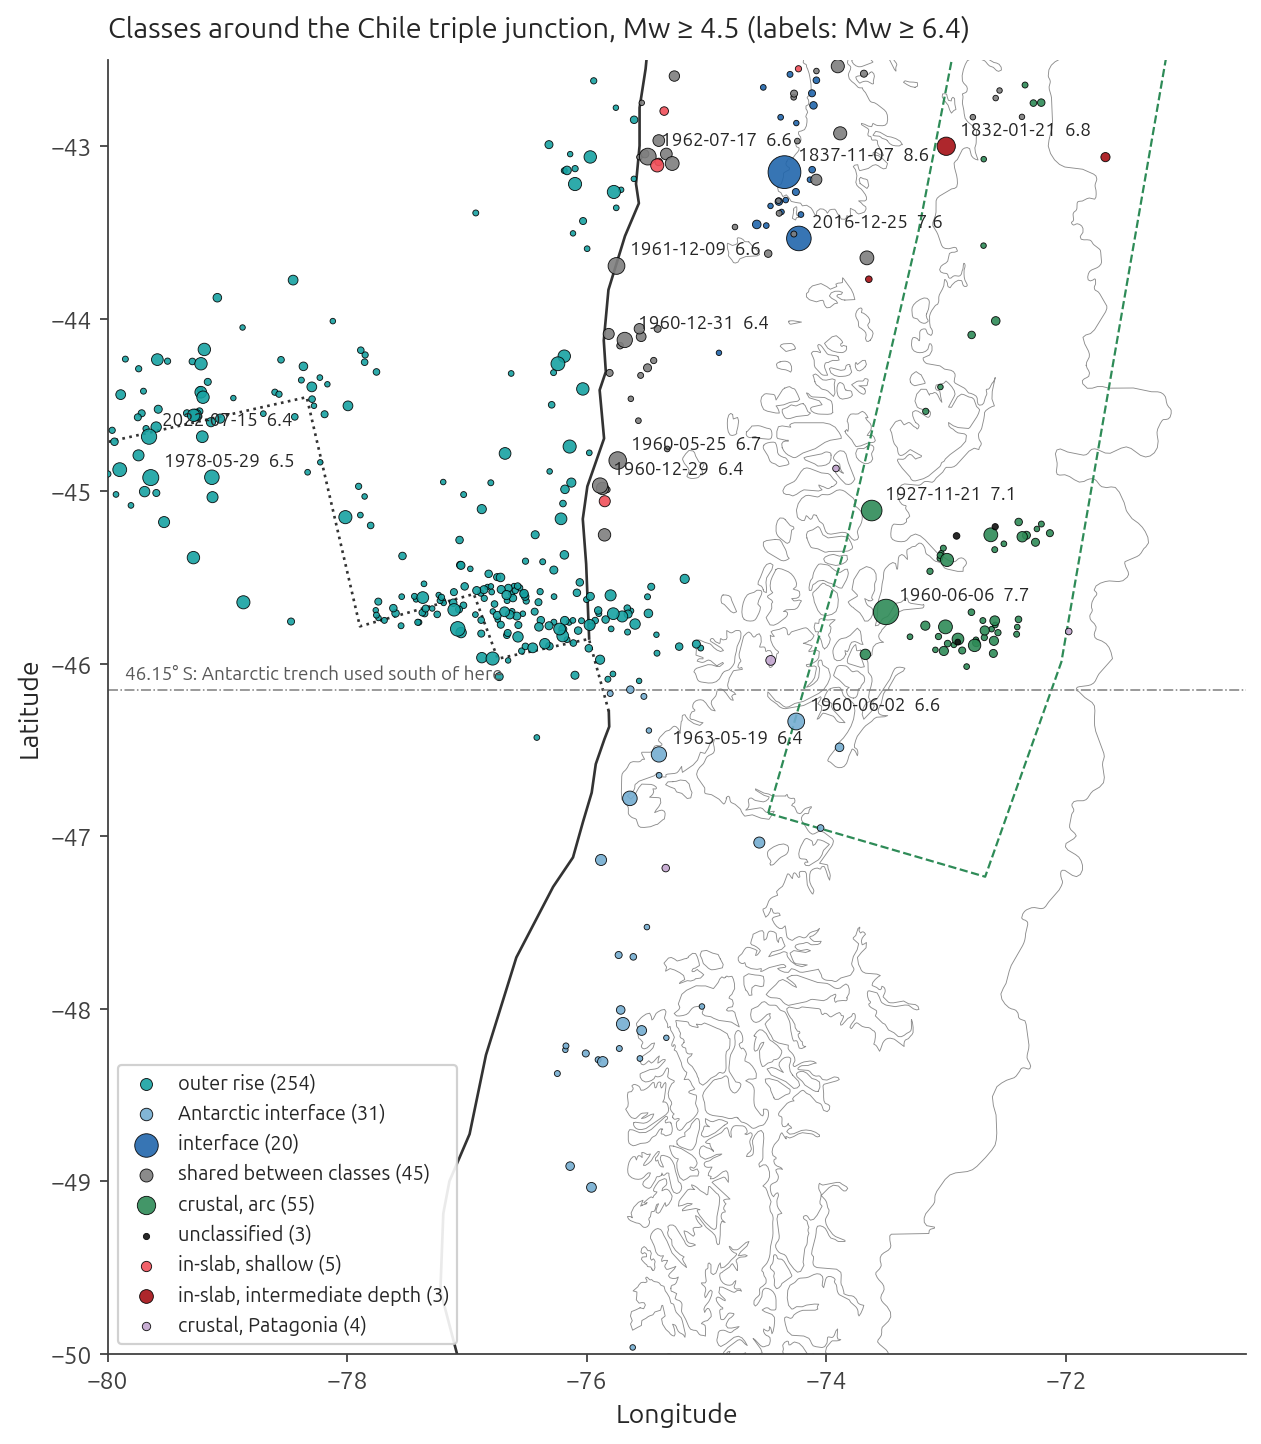 Classes around the Chile triple junction, Mw ≥ 4.5 (labels: Mw ≥ 6.4)
1832-01-21 6.8
1962-07-17 6.6
1837-11-07 8.6
2016-12-25 7.6
1961-12-09 6.6
1960-12-31 6.4
2022-07-15 6.4
1960-05-25 6.7
1978-05-29 6.5
1960-12-29 6.4
1927-11-21 7.1
1960-06-06 7.7
46.15° S: Antarctic trench used south of here
1960-06-02 6.6
1963-05-19 6.4
outer rise (254)
Antarctic interface (31)
interface (20)
shared between classes (45)
crustal, arc (55)
unclassified (3)
in-slab, shallow (5)
in-slab, intermediate depth (3)
crustal, Patagonia (4)
−43
−44
−45
−46
−47
−48
−49
−50
Latitude
−80 −78 −76 −74 −72
Longitude